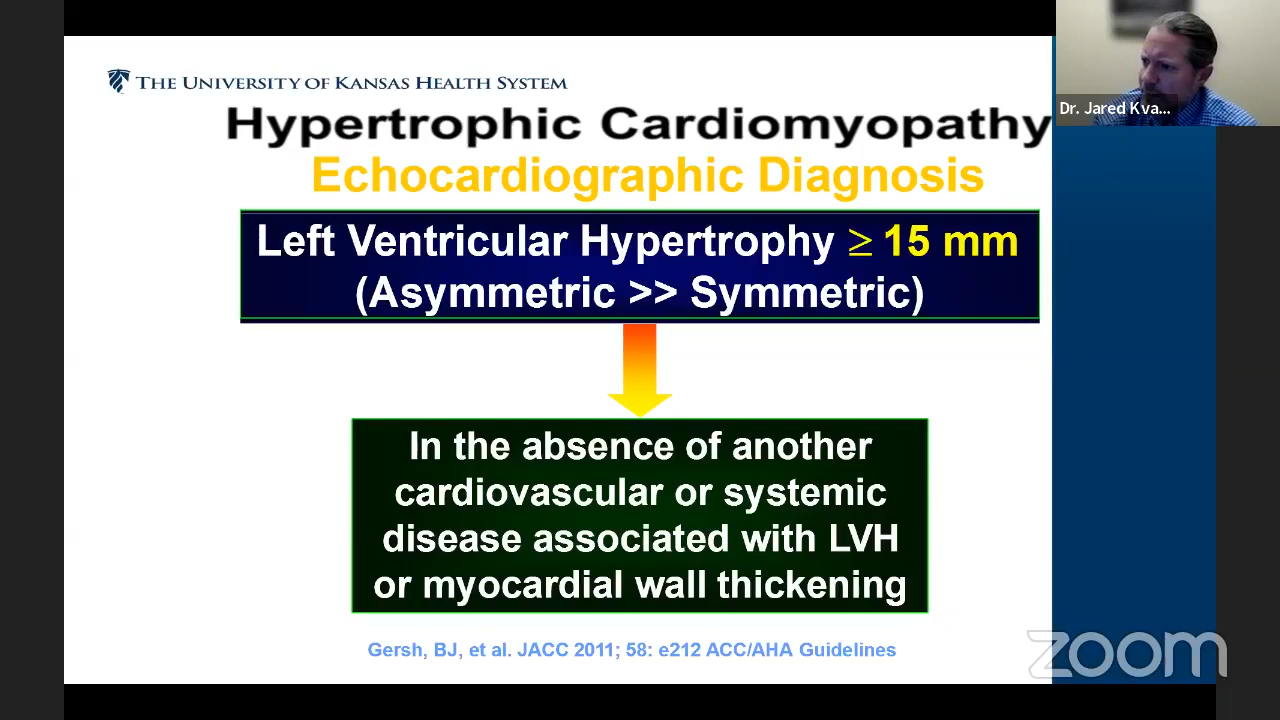 THE UNIVERSITY OF KANSAS HEALTH SYSTEM
Hypertrophic Cardiomyopathy
Echocardiographic Diagnosis
Left Ventricular Hypertrophy ≥ 15 mm
(Asymmetric >> Symmetric)
In the absence of another
cardiovascular or systemic
disease associated with LVH
or myocardial wall thickening
Gersh, BJ, et al. JACC 2011; 58: e212 ACC/AHA Guidelines
Dr. Jared Kva...
zoom